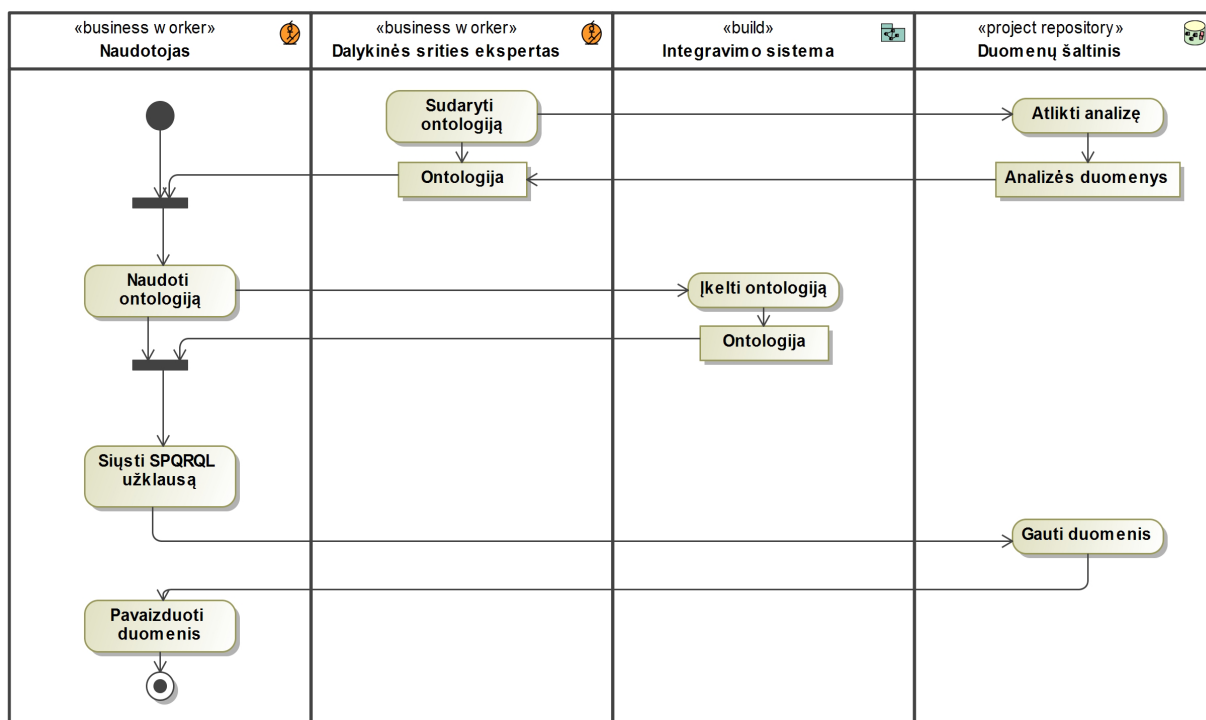 «business worker»
Naudotojas
«business worker»
Dalykinės srities ekspertas
«build»
Integravimo sistema
«project repository»
Duomenų šaltinis
Sudaryti
ontologiją
Atlikti analizę
Ontologija
Analizės duomenys
Naudoti
ontologiją
Įkelti ontologiją
Ontologija
Siųsti SPQRQL
užklausą
Gauti duomenis
Pavaizduoti
duomenis